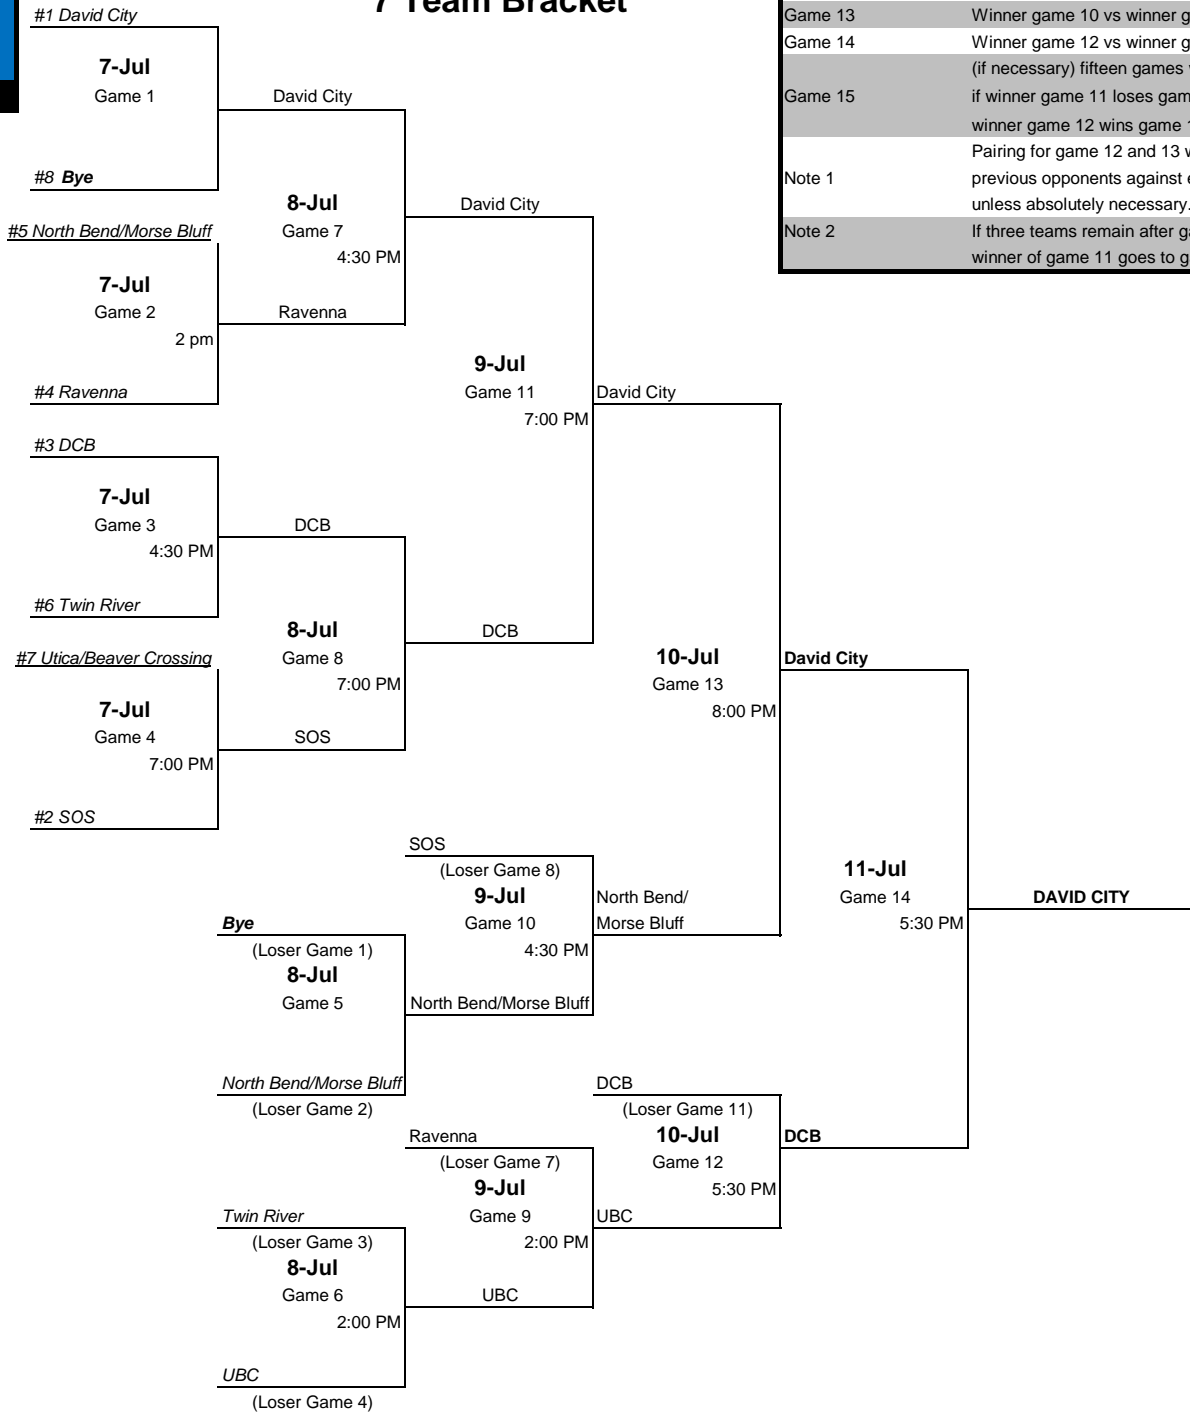 7 Team Bracket
#1 David City
7-Jul
Game 1
David City
#8 Bye
8-Jul
Game 7
4:30 PM
David City
#5 North Bend/Morse Bluff
7-Jul
Game 2
2 pm
Ravenna
#4 Ravenna
9-Jul
Game 11
7:00 PM
David City
#3 DCB
7-Jul
Game 3
4:30 PM
DCB
#6 Twin River
8-Jul
Game 8
7:00 PM
DCB
#7 Utica/Beaver Crossing
7-Jul
Game 4
7:00 PM
SOS
#2 SOS
10-Jul
Game 13
8:00 PM
David City
SOS
(Loser Game 8)
9-Jul
Game 10
4:30 PM
North Bend/
Morse Bluff
Bye
(Loser Game 1)
8-Jul
Game 5
North Bend/Morse Bluff
North Bend/Morse Bluff
(Loser Game 2)
11-Jul
Game 14
5:30 PM
DAVID CITY
DCB
(Loser Game 11)
10-Jul
Game 12
5:30 PM
DCB
Ravenna
(Loser Game 7)
9-Jul
Game 9
2:00 PM
UBC
Twin River
(Loser Game 3)
8-Jul
Game 6
2:00 PM
UBC
UBC
(Loser Game 4)
Game 13 Winner game 10 vs winner
Game 14 Winner game 12 vs winner
(if necessary) fifteen games
Game 15 if winner game 11 loses
winner game 12 wins game
Pairing for game 12 and 13
Note 1 previous opponents against
unless absolutely necessary.
Note 2 If three teams remain after
winner of game 11 goes to